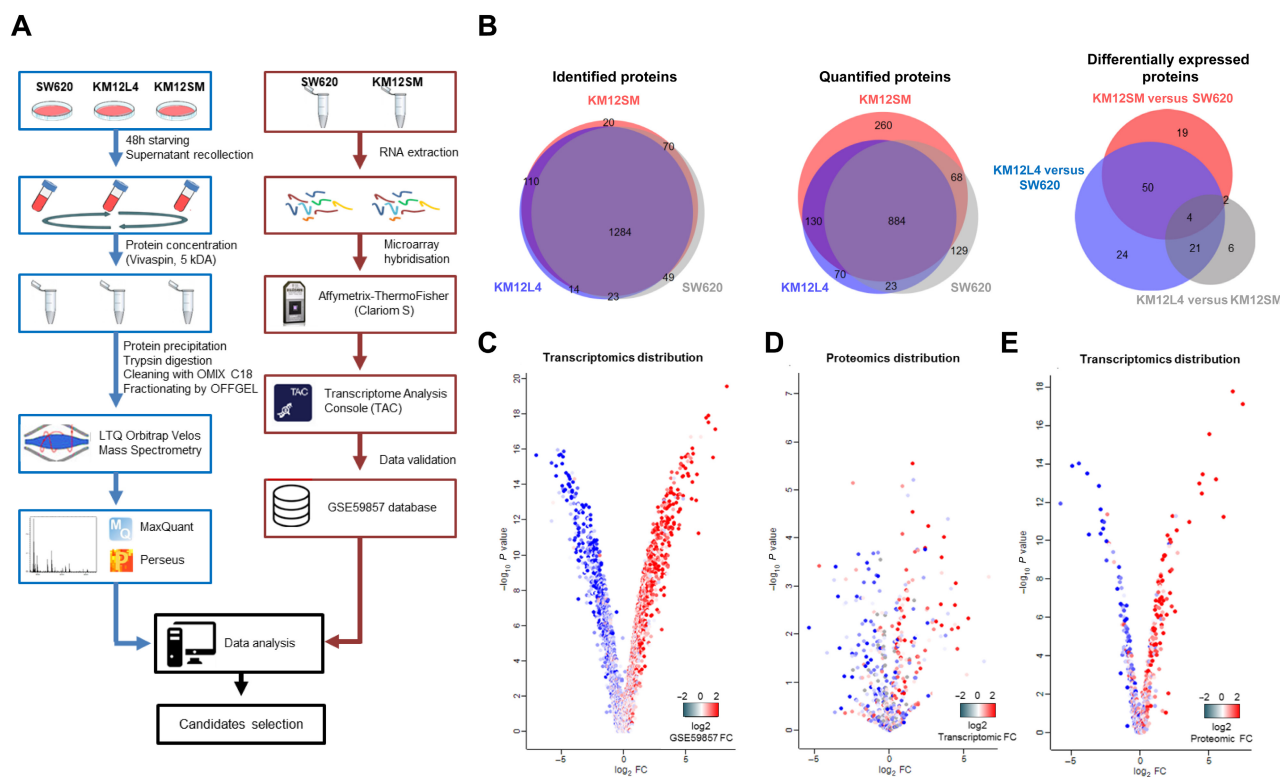 A
SW620 KM12L4 KM12SM
48h starving
Supernatant recollection
Protein concentration
(Vivaspin, 5 kDA)
Protein precipitation
Trypsin digestion
Cleaning with OMIX C18
Fractionating by OFFGEL
LTQ Orbitrap Velos
Mass Spectrometry
MaxQuant
Perseus
SW620 KM12SM
RNA extraction
Microarray
hybridisation
Affymetrix-ThermoFisher
(Clariom S)
TAC
Transcriptome Analysis
Console (TAC)
Data validation
GSE59857 database
Data analysis
Candidates selection
B
Identified proteins
KM12SM
20
70
110
1284
49
14
23
KM12L4
SW620
Quantified proteins
KM12SM
260
68
130
884
129
70
23
KM12L4
SW620
Differentially expressed
proteins
KM12SM versus SW620
19
KM12L4 versus
SW620
50
2
4
24
21
6
KM12L4 versus KM12SM
C
Transcriptomics distribution
−log10 P value
20
18
16
14
12
10
8
6
4
2
0
−5 0 5
log2 FC
−2 0 2
log2
GSE59857 FC
D
Proteomics distribution
−log10 P value
7
6
5
4
3
2
1
0
−5 0 5
log2 FC
−2 0 2
log2
Transcriptomic FC
E
Transcriptomics distribution
−log10 P value
18
16
14
12
10
8
6
4
2
0
−5 0 5
log2 FC
−2 0 2
log2
Proteomic FC